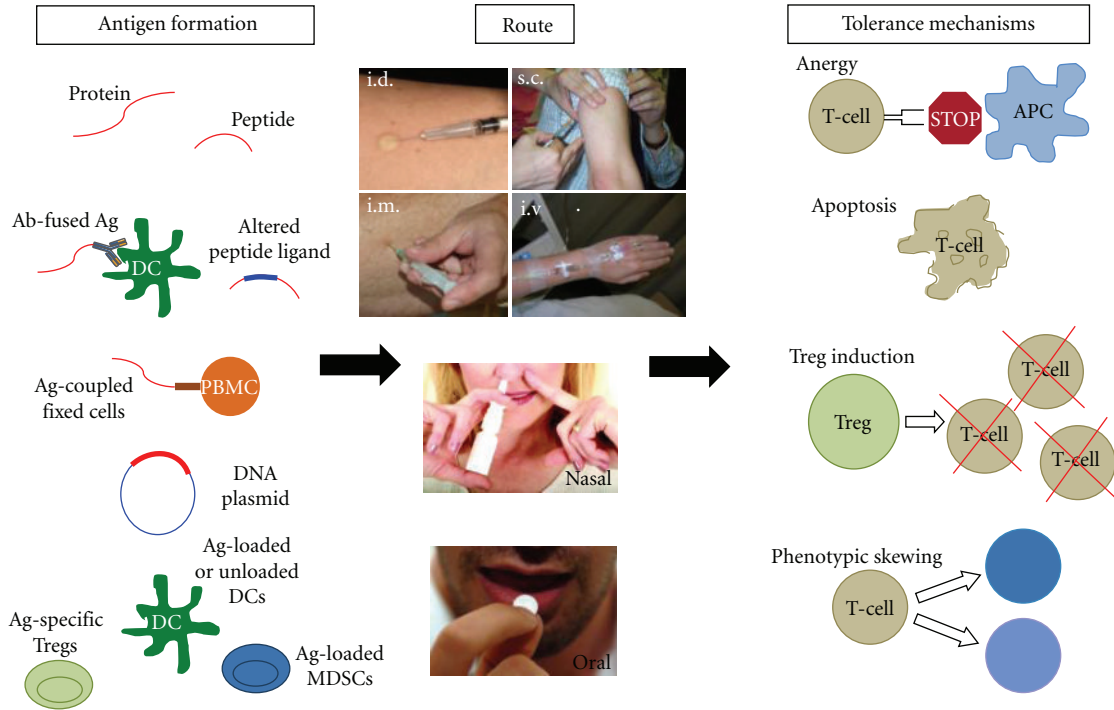 Antigen formation
Protein
Peptide
Ab-fused Ag
DC
Altered
peptide ligand
Ag-coupled
fixed cells
PBMC
DNA
plasmid
Ag-loaded
or unloaded
DCs
DC
Ag-specific
Tregs
Ag-loaded
MDSCs
Route
i.d.
s.c.
i.m.
i.v
Nasal
Oral
Tolerance mechanisms
Anergy
T-cell
STOP
APC
Apoptosis
T-cell
Treg induction
Treg
T-cell
T-cell
T-cell
Phenotypic skewing
T-cell